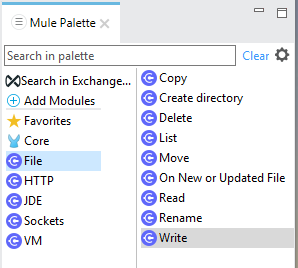 Mule Palette
Search in palette
Clear
Search in Exchange...
Add Modules
Favorites
Core
File
HTTP
JDE
Sockets
VM
Copy
Create directory
Delete
List
Move
On New or Updated File
Read
Rename
Write